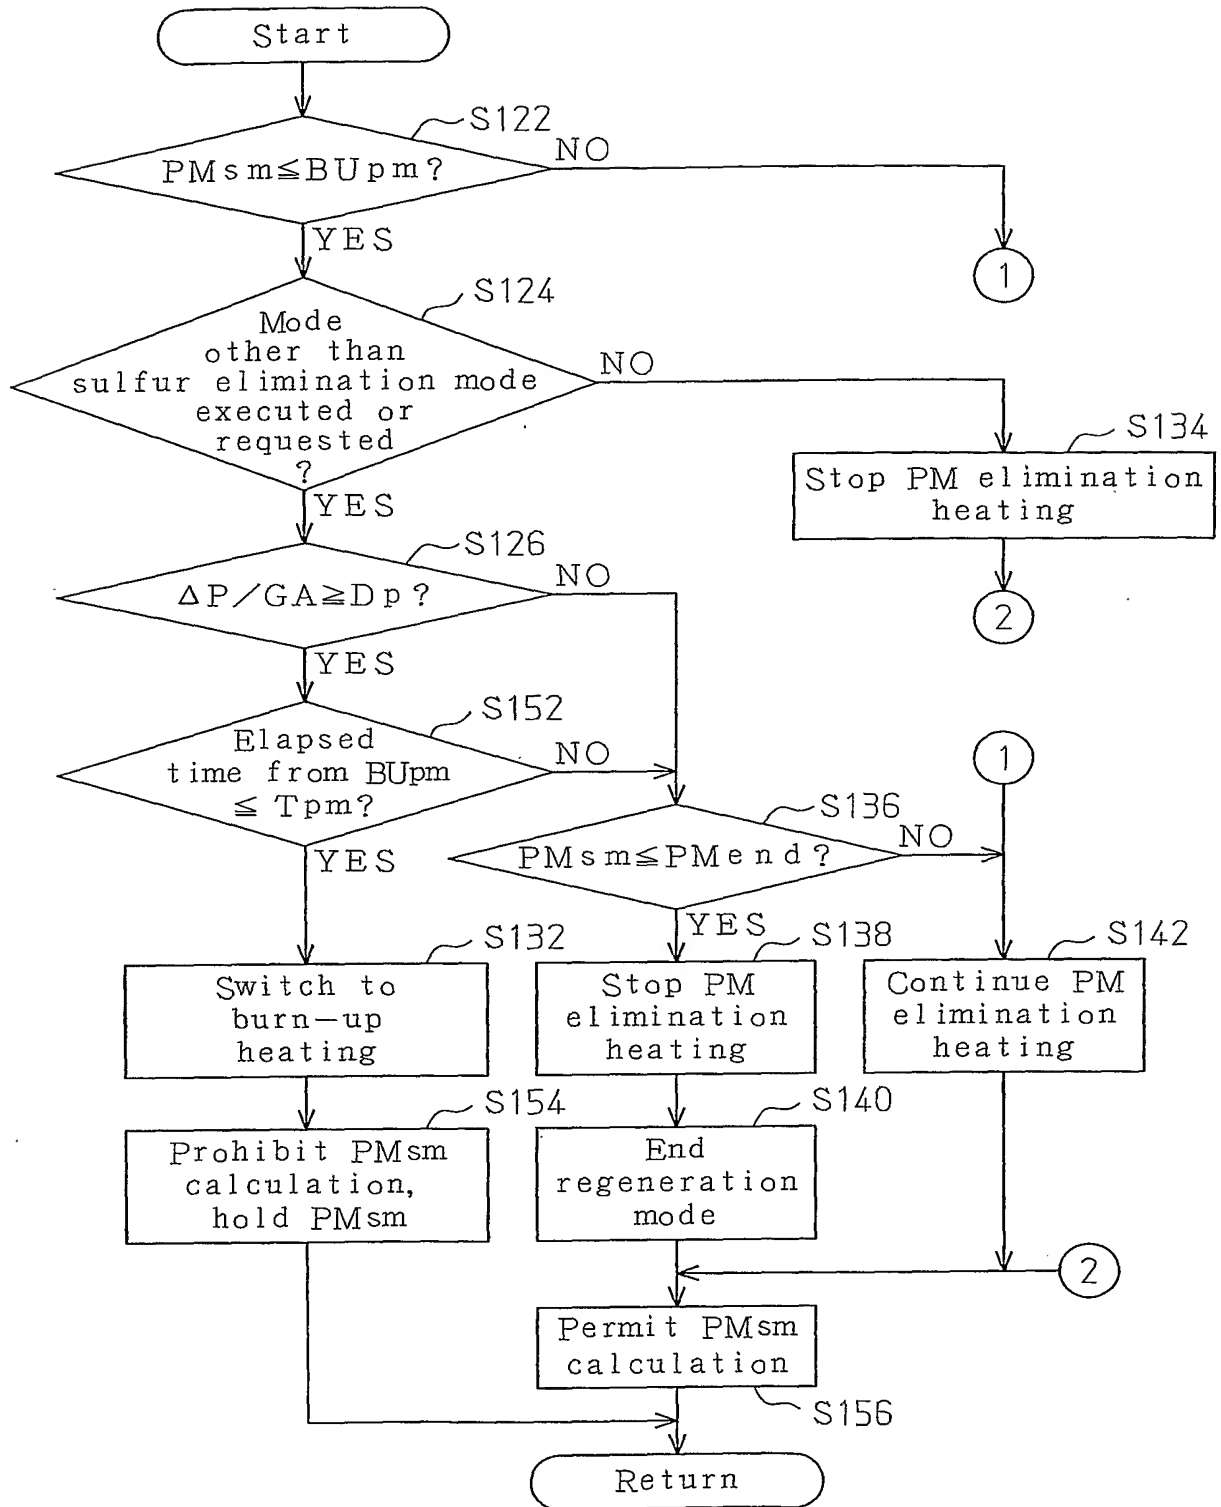 Start
S122
PMsm≦BUpm?
NO
YES
1
S124
Mode
other than
sulfur elimination mode
executed or
requested
?
NO
YES
S134
Stop PM elimination
heating
2
S126
ΔP/GA≧Dp?
NO
YES
S152
Elapsed
time from BUpm
≦ Tpm?
NO
YES
1
S136
PMsm≦PMend?
NO
YES
S132
Switch to
burn-up
heating
S138
Stop PM
elimination
heating
S142
Continue PM
elimination
heating
S154
Prohibit PMsm
calculation,
hold PMsm
S140
End
regeneration
mode
2
Permit PMsm
calculation
S156
Return